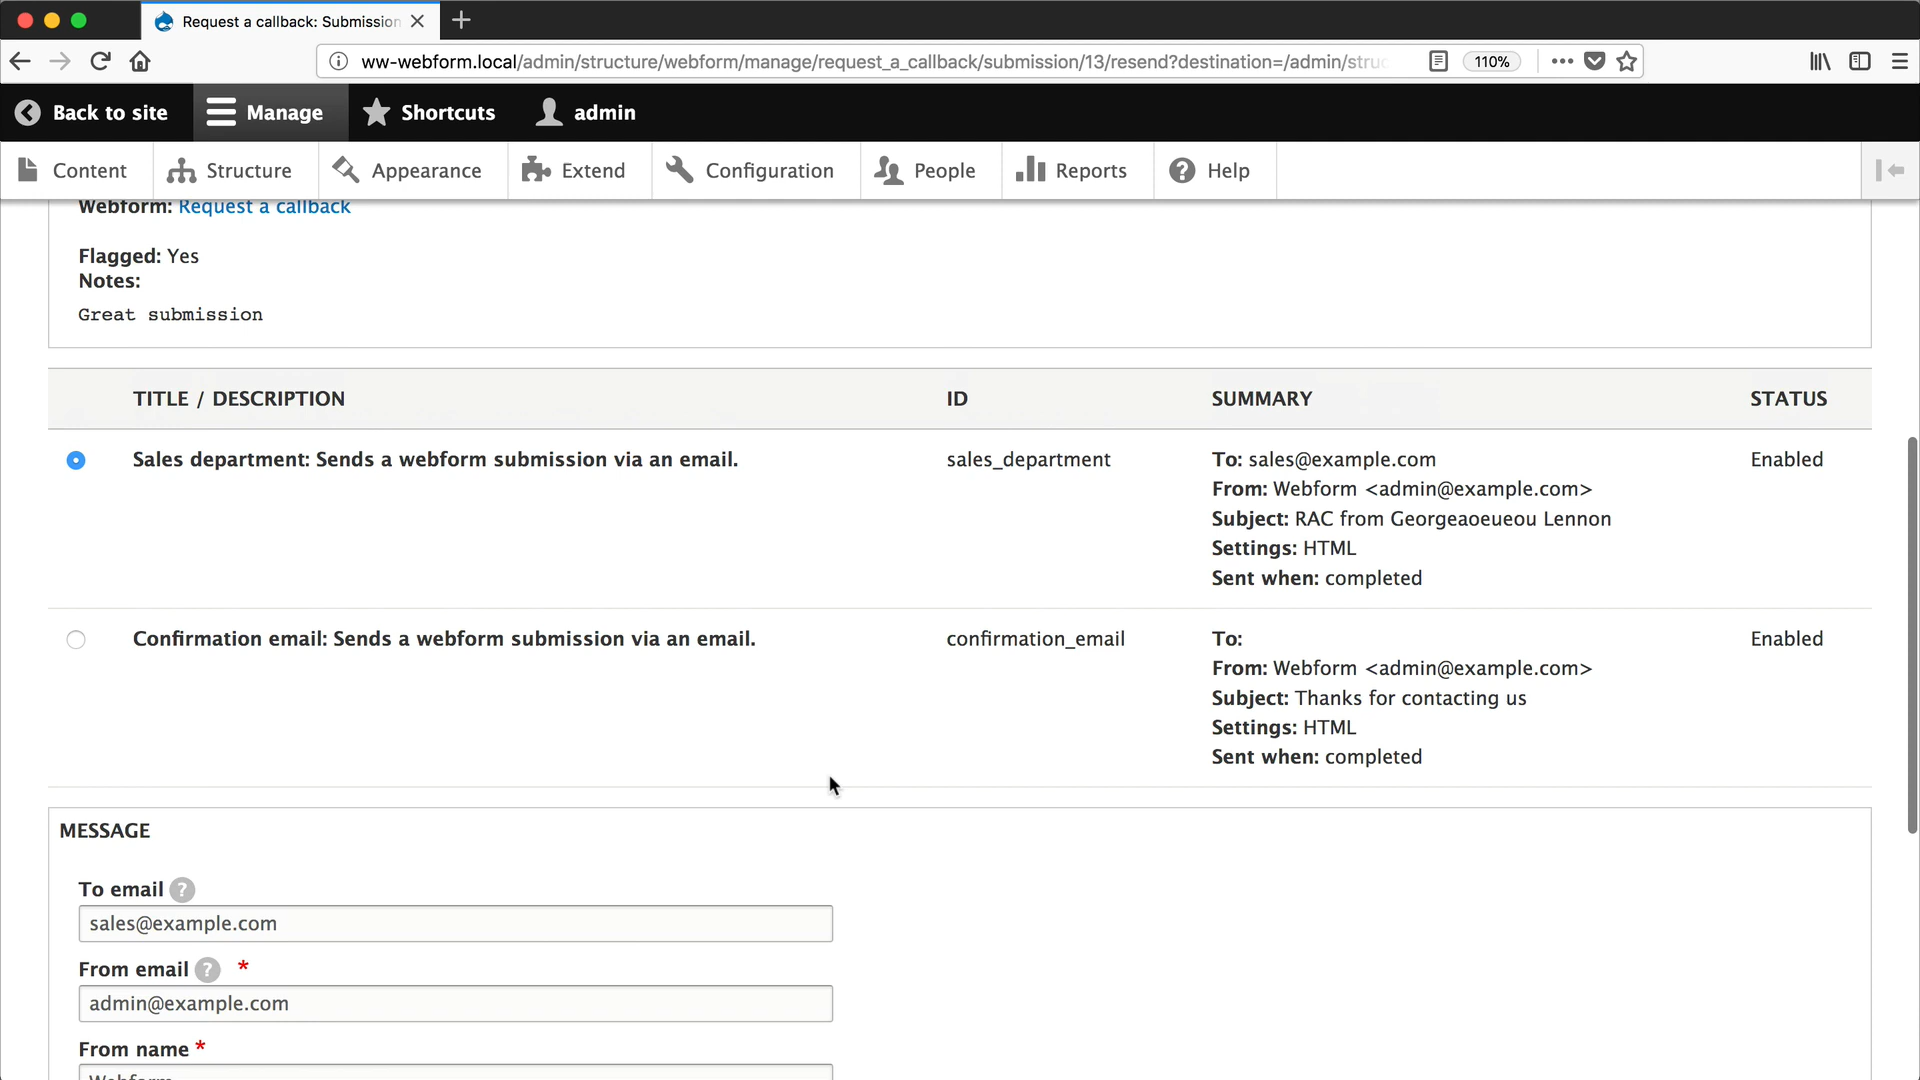 Request a callback: Submission
ww-webform.local/admin/structure/webform/manage/request_a_callback/submission/13/resend?destination=/admin/struc
110%
Back to site
Manage
Shortcuts
admin
Content
Structure
Appearance
Extend
Configuration
People
Reports
Help
Webform: Request a callback
Flagged: Yes
Notes:
Great submission
TITLE / DESCRIPTION
ID
SUMMARY
STATUS
Sales department: Sends a webform submission via an email.
sales_department
To: sales@example.com
Enabled
From: Webform <admin@example.com>
Subject: RAC from Georgeaoeueou Lennon
Settings: HTML
Sent when: completed
Confirmation email: Sends a webform submission via an email.
confirmation_email
To:
Enabled
From: Webform <admin@example.com>
Subject: Thanks for contacting us
Settings: HTML
Sent when: completed
MESSAGE
To email ?
sales@example.com
From email ? *
admin@example.com
From name *
Webform